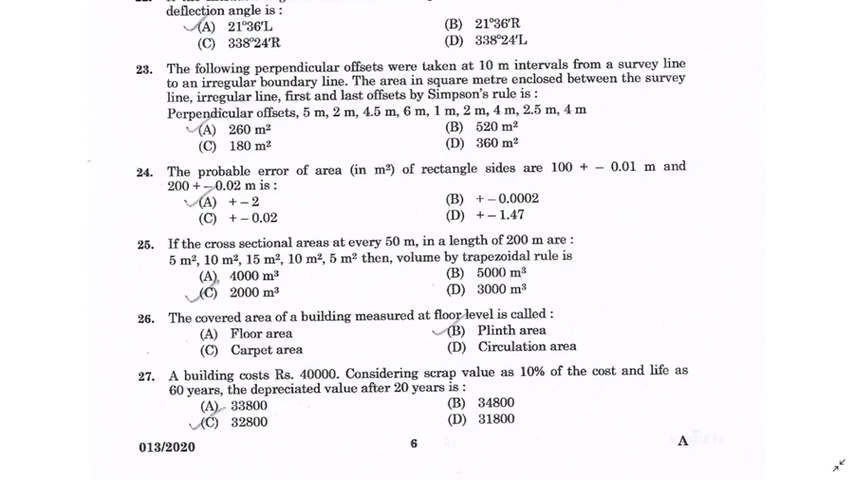 deflection angle is :
(A) 21°36'L (B) 21°36'R
(C) 338°24'R (D) 338°24'L
23. The following perpendicular offsets were taken at 10 m intervals from a survey line
to an irregular boundary line. The area in square metre enclosed between the survey
line, irregular line, first and last offsets by Simpson's rule is :
Perpendicular offsets, 5 m, 2 m, 4.5 m, 6 m, 1 m, 2 m, 4 m, 2.5 m, 4 m
(A) 260 m² (B) 520 m²
(C) 180 m² (D) 360 m²
24. The probable error of area (in m²) of rectangle sides are 100 + − 0.01 m and
200 + − 0.02 m is :
(A) + − 2 (B) + − 0.0002
(C) + − 0.02 (D) + − 1.47
25. If the cross sectional areas at every 50 m, in a length of 200 m are :
5 m², 10 m², 15 m², 10 m², 5 m² then, volume by trapezoidal rule is
(A) 4000 m³ (B) 5000 m³
(C) 2000 m³ (D) 3000 m³
26. The covered area of a building measured at floor level is called :
(A) Floor area (B) Plinth area
(C) Carpet area (D) Circulation area
27. A building costs Rs. 40000. Considering scrap value as 10% of the cost and life as
60 years, the depreciated value after 20 years is :
(A) 33800 (B) 34800
(C) 32800 (D) 31800
013/2020 6 A